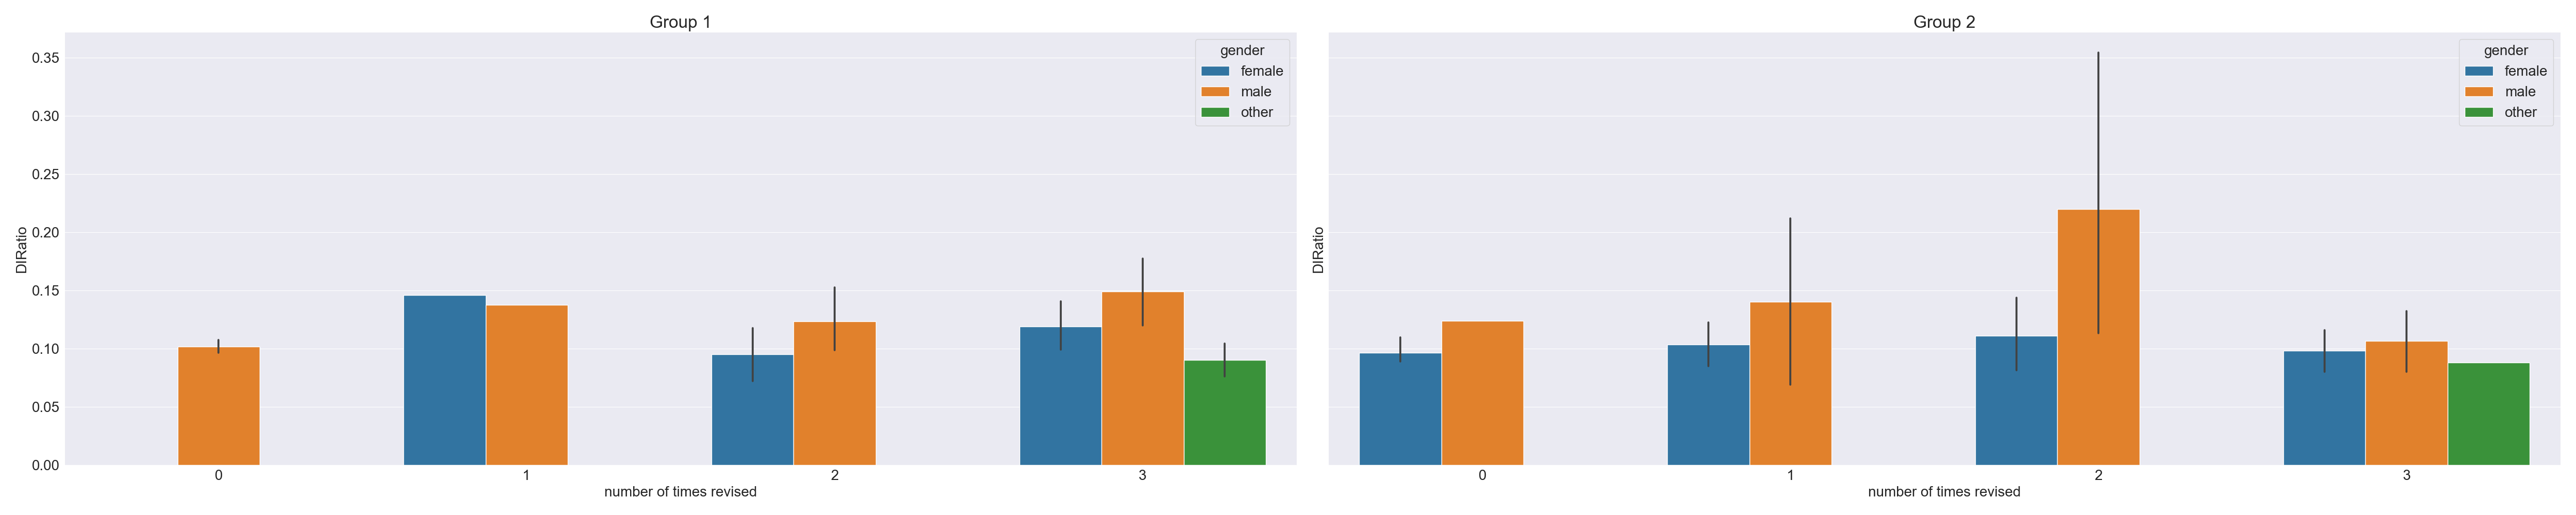 Group 1
DIRatio
0.35
0.30
0.25
0.20
0.15
0.10
0.05
0.00
gender
female
male
other
0 1 2 3
number of times revised
Group 2
DIRatio
gender
female
male
other
0 1 2 3
number of times revised